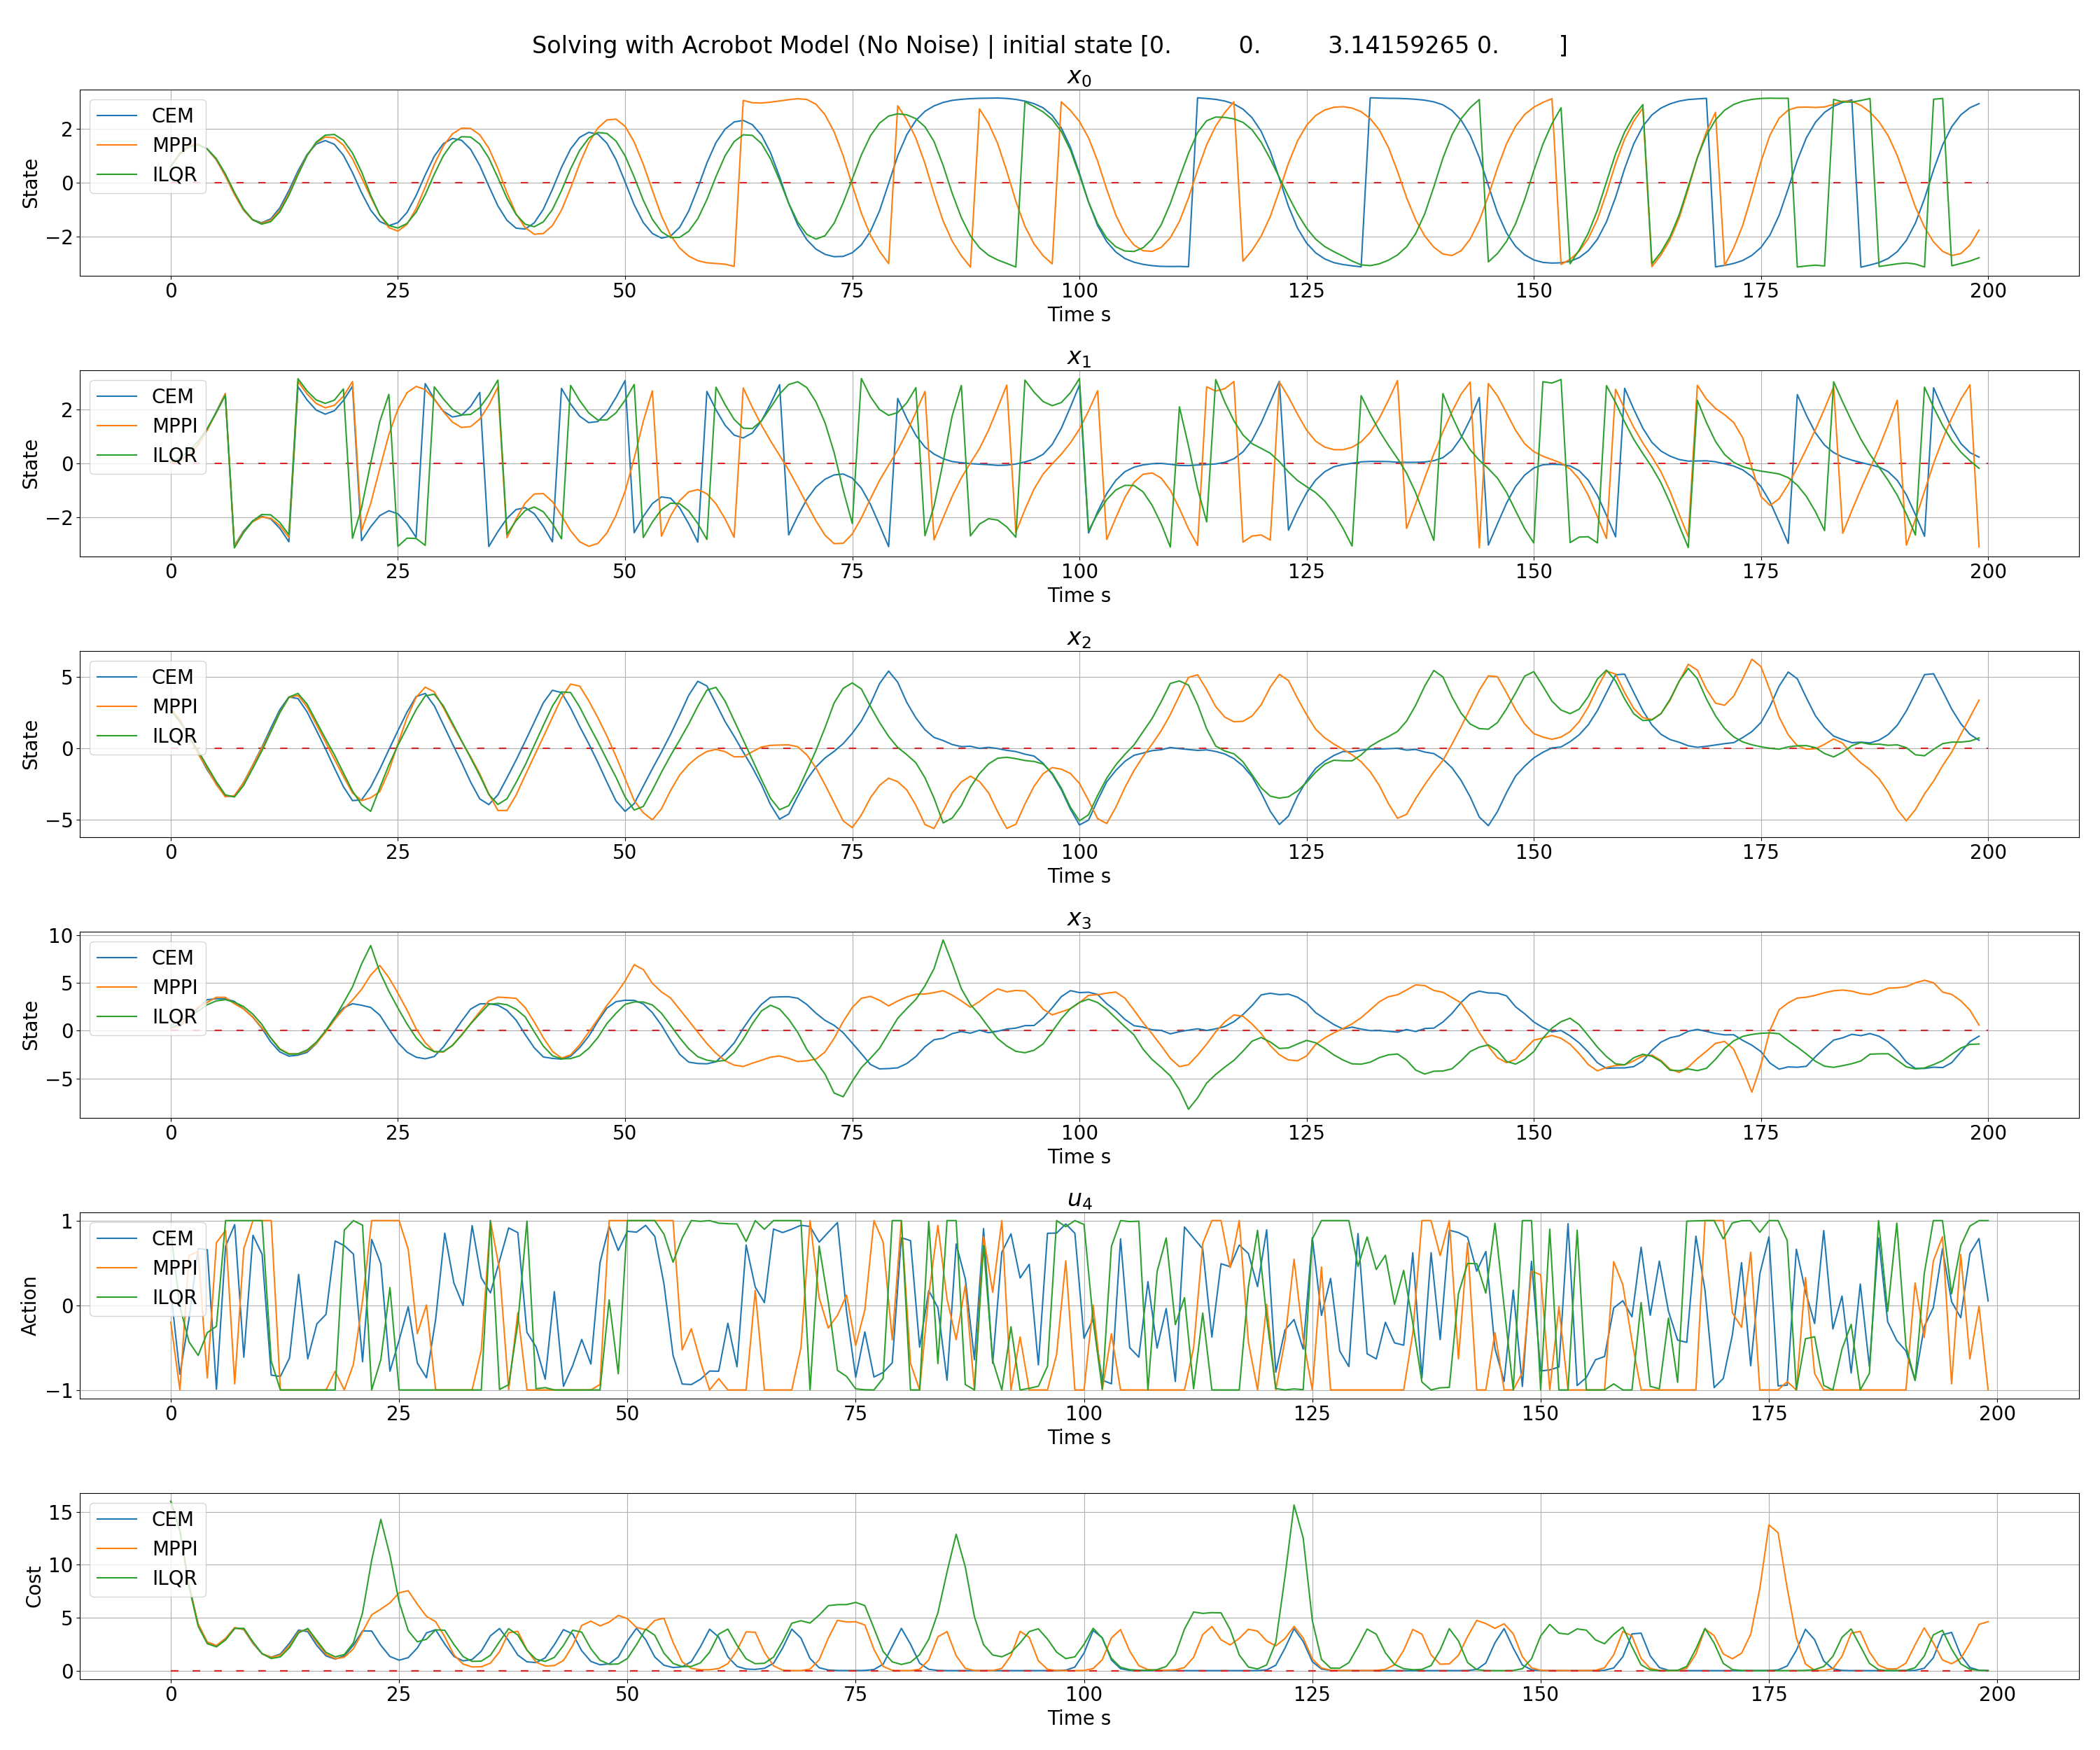 Solving with Acrobot Model (No Noise) | initial state [0. 0. 3.14159265 0. ]
x0
State
CEM
MPPI
ILQR
2
0
−2
0 25 50 75 100 125 150 175 200
Time s
x1
State
CEM
MPPI
ILQR
2
0
−2
0 25 50 75 100 125 150 175 200
Time s
x2
State
CEM
MPPI
ILQR
5
0
−5
0 25 50 75 100 125 150 175 200
Time s
x3
State
CEM
MPPI
ILQR
10
5
0
−5
0 25 50 75 100 125 150 175 200
Time s
u4
Action
CEM
MPPI
ILQR
1
0
−1
0 25 50 75 100 125 150 175 200
Time s
Cost
CEM
MPPI
ILQR
15
10
5
0
0 25 50 75 100 125 150 175 200
Time s